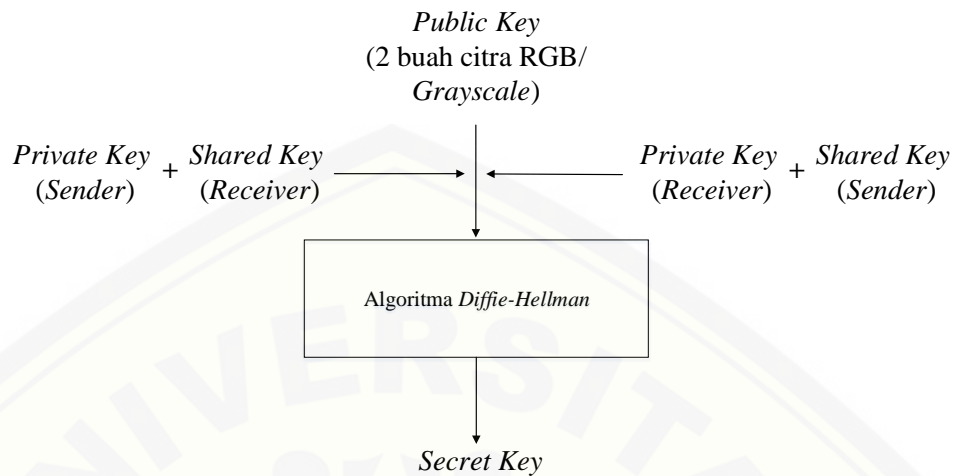 Public Key
(2 buah citra RGB/
Grayscale)
Private Key + Shared Key
(Sender) (Receiver)
Private Key + Shared Key
(Receiver) (Sender)
Algoritma Diffie-Hellman
Secret Key
UNIVERSITA